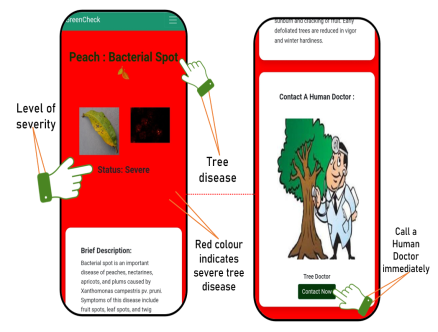 GreenCheck
Peach : Bacterial Spot
Status: Severe
Brief Description:
Bacterial spot is an important
disease of peaches, nectarines,
apricots, and plums caused by
Xanthomonas campestris pv. pruni.
Symptoms of this disease include
fruit spots, leaf spots, and twig
Level of
severity
Tree
disease
Red colour
indicates
severe tree
disease
sunburn and cracking of fruit. Early
defoliated trees are reduced in vigor
and winter hardiness.
Contact A Human Doctor :
Tree Doctor
Contact Now
Call a
Human
Doctor
immediately